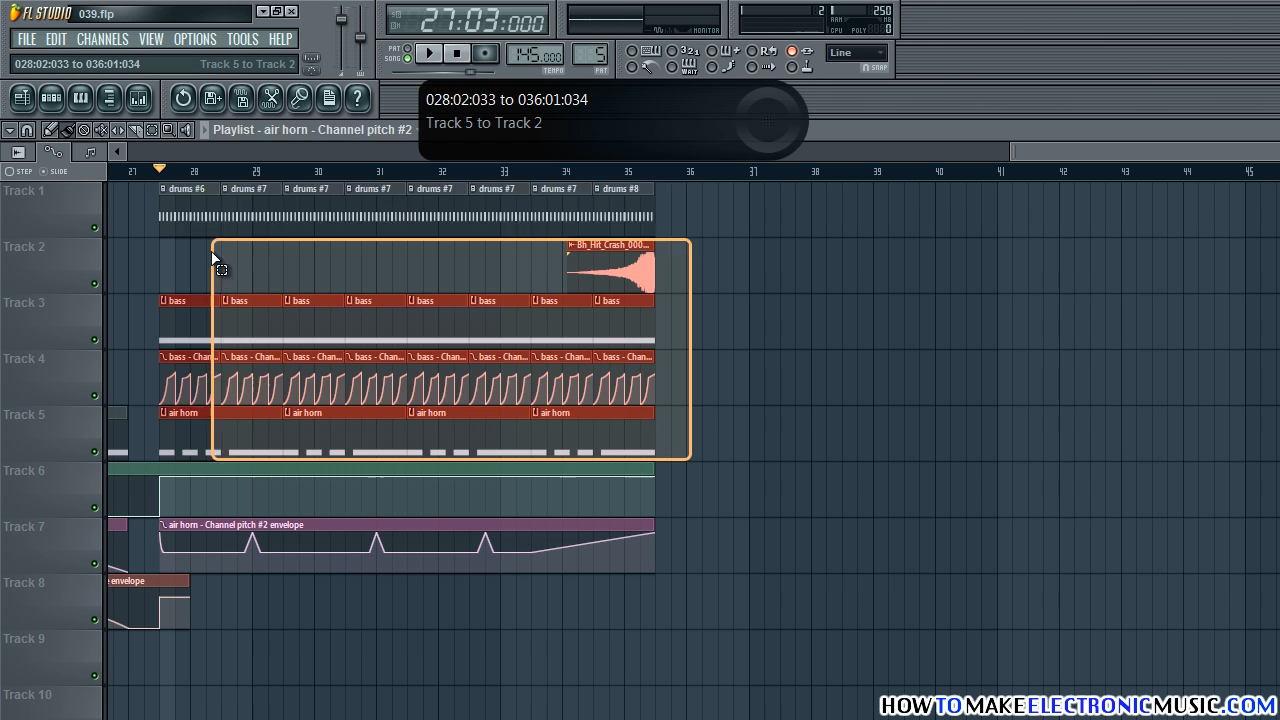 FL STUDIO 039.flp
FILE EDIT CHANNELS VIEW OPTIONS TOOLS HELP
028:02:033 to 036:01:034 Track 5 to Track 2
27:03:000
PAT
SONG
145.000
TEMPO
5
PAT
MONITOR
2
250
RAM
CPU POLY
0
321
WAIT
Line
SNAP
028:02:033 to 036:01:034
Track 5 to Track 2
Playlist - air horn - Channel pitch #2
STEP SLIDE
27 28 29 30 31 32 33 34 35 36 37 38 39 40 41 42 43 44 45
Track 1
drums #6 drums #7 drums #7 drums #7 drums #7 drums #7 drums #7 drums #8
Track 2
Bh_Hit_Crash_000...
Track 3
bass bass bass bass bass bass bass bass
Track 4
bass - Chan... bass - Chan... bass - Chan... bass - Chan... bass - Chan... bass - Chan... bass - Chan... bass - Chan...
Track 5
air horn air horn air horn air horn
Track 6
Track 7
air horn - Channel pitch #2 envelope
Track 8
envelope
Track 9
Track 10
HOWTOMAKEELECTRONICMUSIC.COM